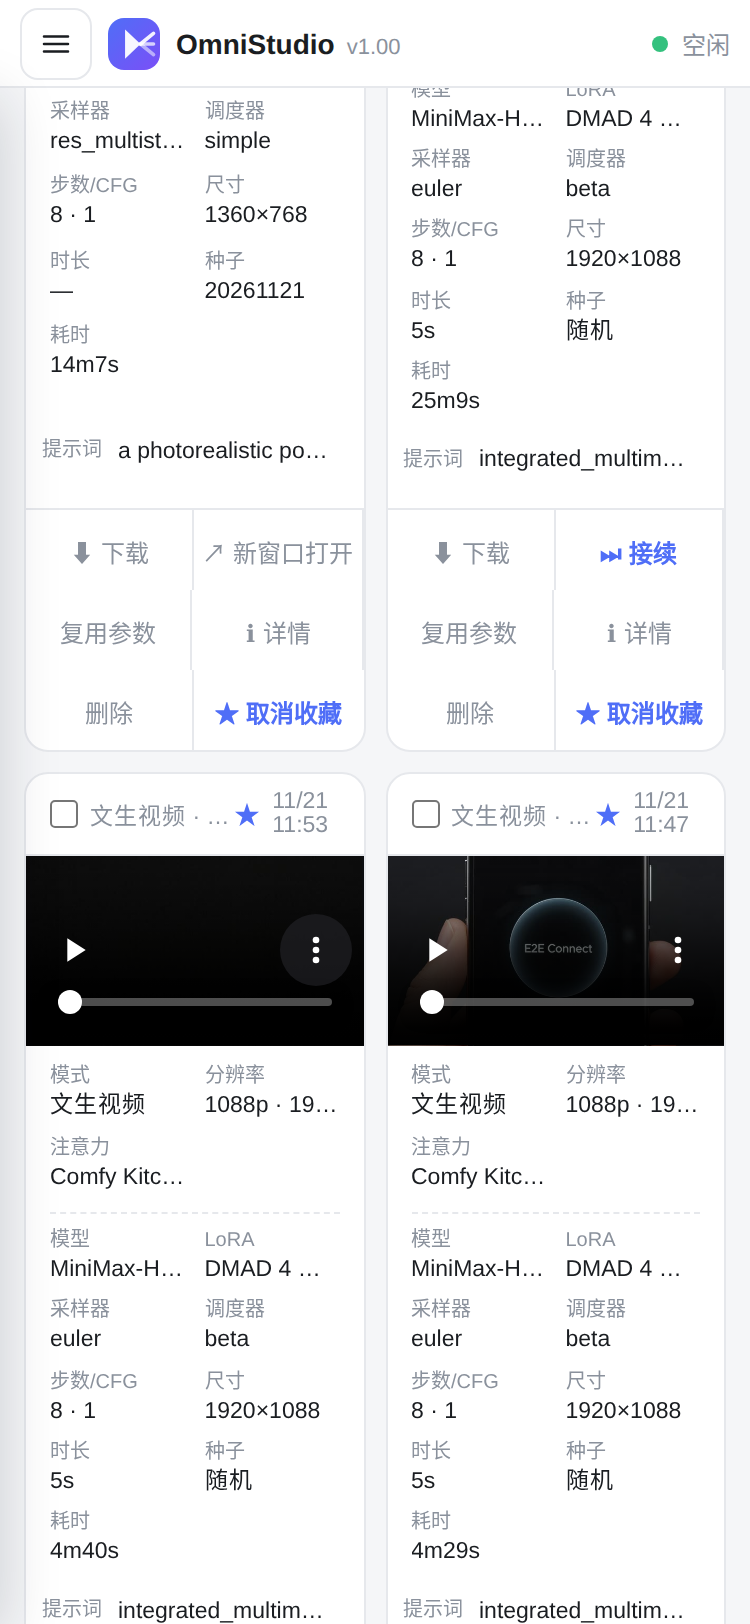 OmniStudio v1.00
空闲
采样器
调度器
res_multist…
simple
步数/CFG
尺寸
8 · 1
1360×768
时长
种子
—
20261121
耗时
14m7s
提示词 a photorealistic po…
⬇ 下载
↗ 新窗口打开
复用参数
ℹ 详情
删除
★ 取消收藏
模型
LoRA
MiniMax-H…
DMAD 4 …
采样器
调度器
euler
beta
步数/CFG
尺寸
8 · 1
1920×1088
时长
种子
5s
随机
耗时
25m9s
提示词 integrated_multim…
⬇ 下载
⏭ 接续
复用参数
ℹ 详情
删除
★ 取消收藏
文生视频 · … ★
11/21
11:53
模式
分辨率
文生视频
1088p · 19…
注意力
Comfy Kitc…
模型
LoRA
MiniMax-H…
DMAD 4 …
采样器
调度器
euler
beta
步数/CFG
尺寸
8 · 1
1920×1088
时长
种子
5s
随机
耗时
4m40s
提示词 integrated_multim…
文生视频 · … ★
11/21
11:47
E2E Connect
模式
分辨率
文生视频
1088p · 19…
注意力
Comfy Kitc…
模型
LoRA
MiniMax-H…
DMAD 4 …
采样器
调度器
euler
beta
步数/CFG
尺寸
8 · 1
1920×1088
时长
种子
5s
随机
耗时
4m29s
提示词 integrated_multim…